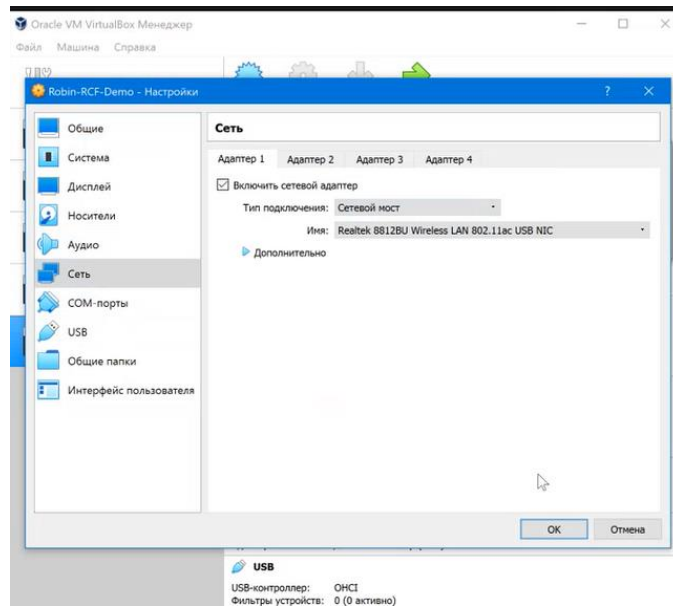 Oracle VM VirtualBox Менеджер
Файл Машина Справка
Robin-RCF-Demo - Настройки
Общие
Система
Дисплей
Носители
Аудио
Сеть
COM-порты
USB
Общие папки
Интерфейс пользователя
Сеть
Адаптер 1 Адаптер 2 Адаптер 3 Адаптер 4
Включить сетевой адаптер
Тип подключения: Сетевой мост
Имя: Realtek 8812BU Wireless LAN 802.11ac USB NIC
Дополнительно
OK Отмена
USB
USB-контроллер: OHCI
Фильтры устройств: 0 (0 активно)